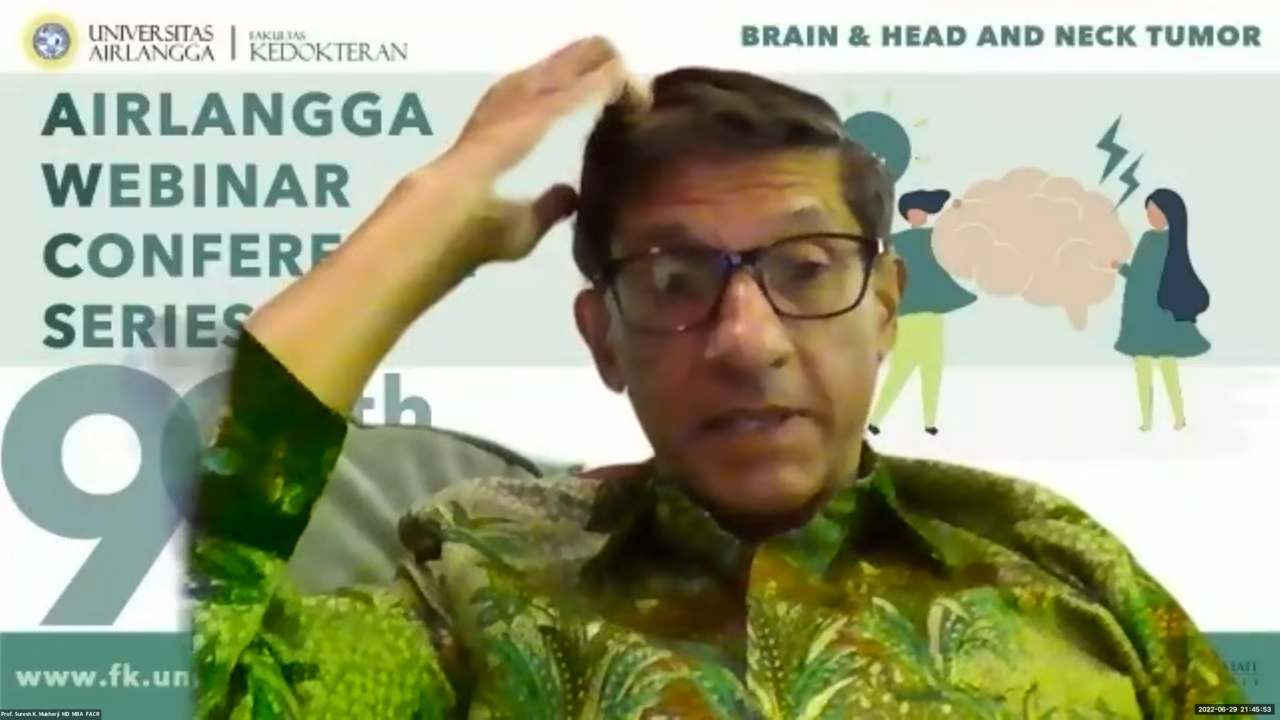 UNIVERSITAS
AIRLANGGA
FAKULTAS
KEDOKTERAN
BRAIN & HEAD AND NECK TUMOR
AIRLANGGA
WEBINAR
CONFERE
SERIES
9
th
www.fk.un
Prof. Suresh K. Mukherji MD MBA FACR
2022-06-29 21:45:53